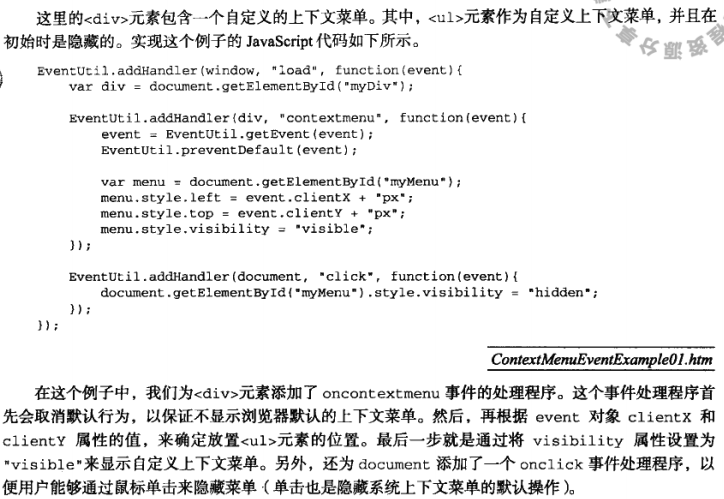 这里的<div>元素包含一个自定义的上下文菜单。其中，<ul>元素作为自定义上下文菜单，并且在
初始时是隐藏的。实现这个例子的 JavaScript 代码如下所示。
EventUtil.addHandler(window, "load", function(event){
var div = document.getElementById("myDiv");
EventUtil.addHandler(div, "contextmenu", function(event){
event = EventUtil.getEvent(event);
EventUtil.preventDefault(event);
var menu = document.getElementById("myMenu");
menu.style.left = event.clientX + "px";
menu.style.top = event.clientY + "px";
menu.style.visibility = "visible";
});
EventUtil.addHandler(document, "click", function(event){
document.getElementById("myMenu").style.visibility = "hidden";
});
});
ContextMenuEventExample01.htm
在这个例子中，我们为<div>元素添加了 oncontextmenu 事件的处理程序。这个事件处理程序首
先会取消默认行为，以保证不显示浏览器默认的上下文菜单。然后，再根据 event 对象 clientX 和
clientY 属性的值，来确定放置<ul>元素的位置。最后一步就是通过将 visibility 属性设置为
"visible"来显示自定义上下文菜单。另外，还为 document 添加了一个 onclick 事件处理程序，以
便用户能够通过鼠标单击来隐藏菜单（单击也是隐藏系统上下文菜单的默认操作）。